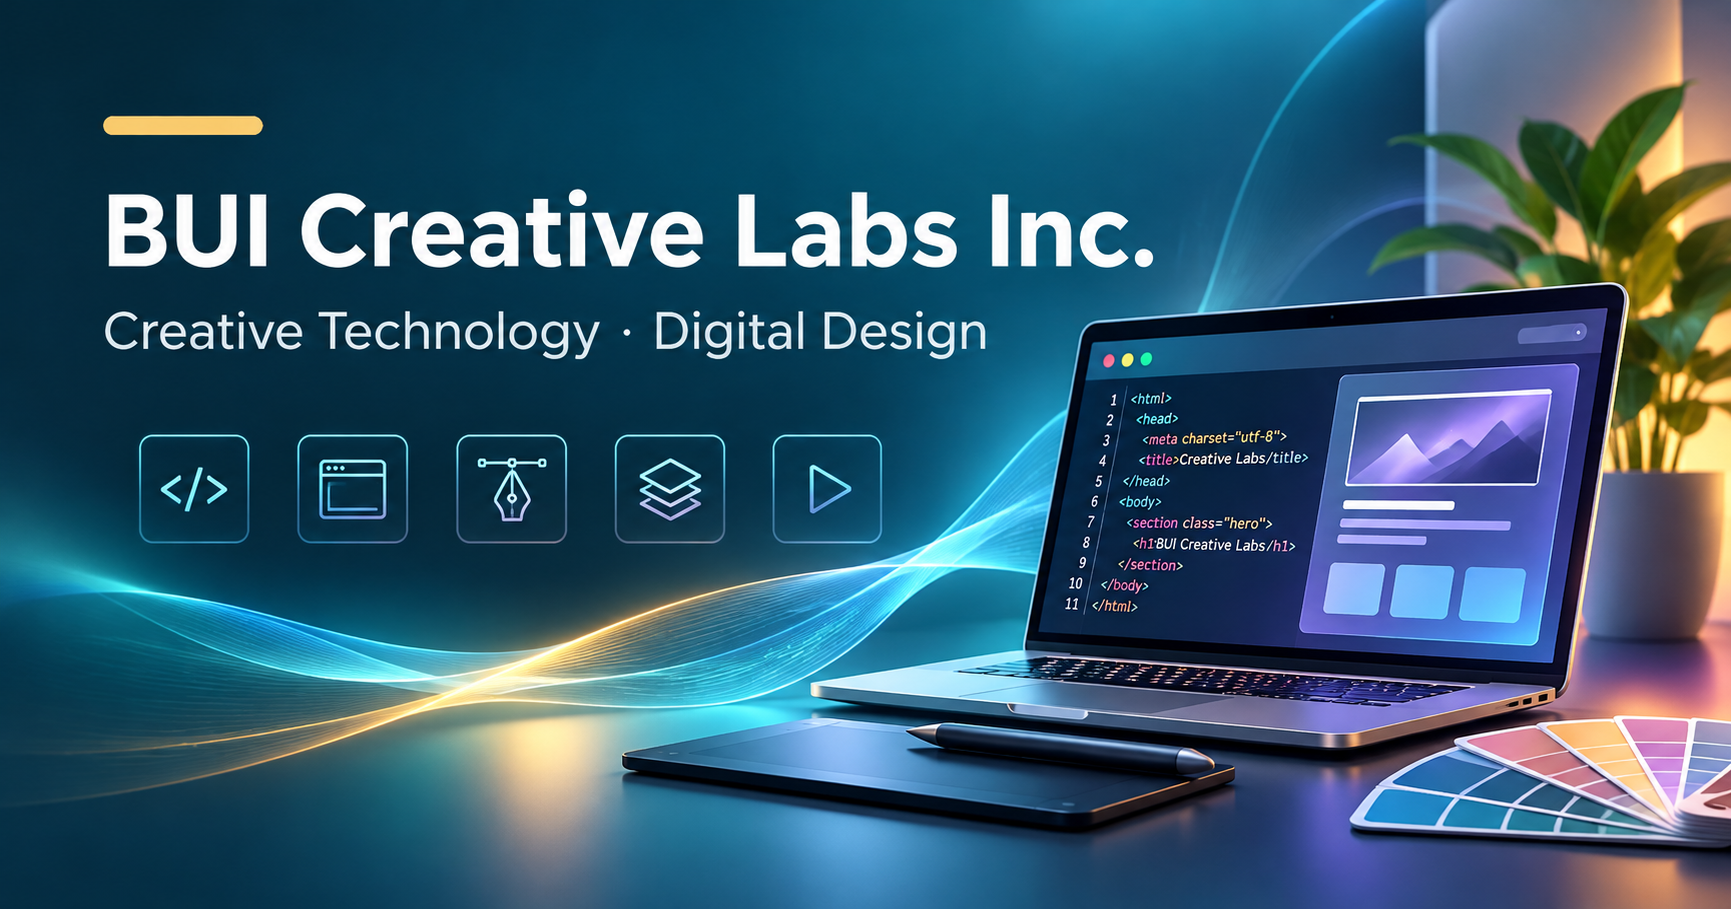 BUI Creative Labs Inc.
Creative Technology · Digital Design
</>
1 <html>
2 <head>
3 <meta charset="utf-8">
4 <title>Creative Labs/title>
5 </head>
6 <body>
7 <section class="hero">
8 <h1'BUI Creative Labs/h1>
9 </section>
10 </body>
11 </html>